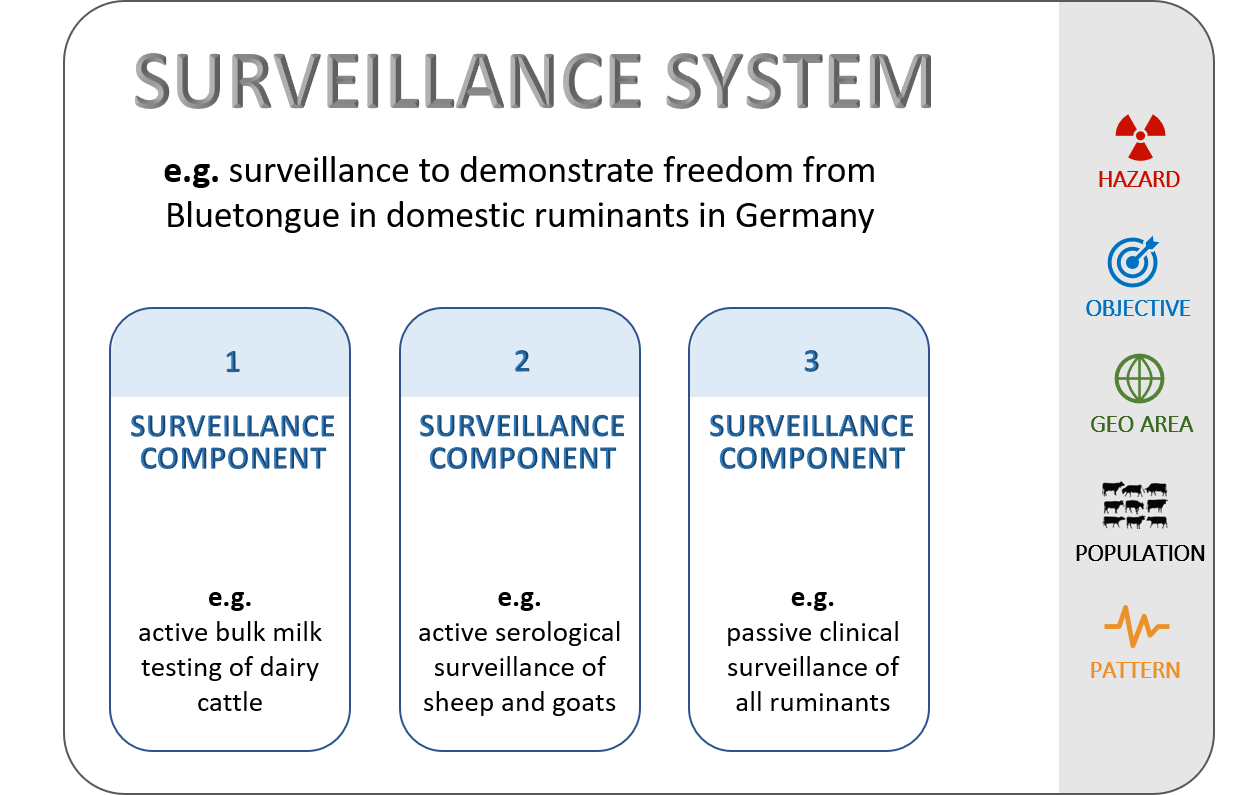 SURVEILLANCE SYSTEM
e.g. surveillance to demonstrate freedom from
Bluetongue in domestic ruminants in Germany
1
SURVEILLANCE
COMPONENT
e.g.
active bulk milk
testing of dairy
cattle
2
SURVEILLANCE
COMPONENT
e.g.
active serological
surveillance of
sheep and goats
3
SURVEILLANCE
COMPONENT
e.g.
passive clinical
surveillance of
all ruminants
HAZARD
OBJECTIVE
GEO AREA
POPULATION
PATTERN